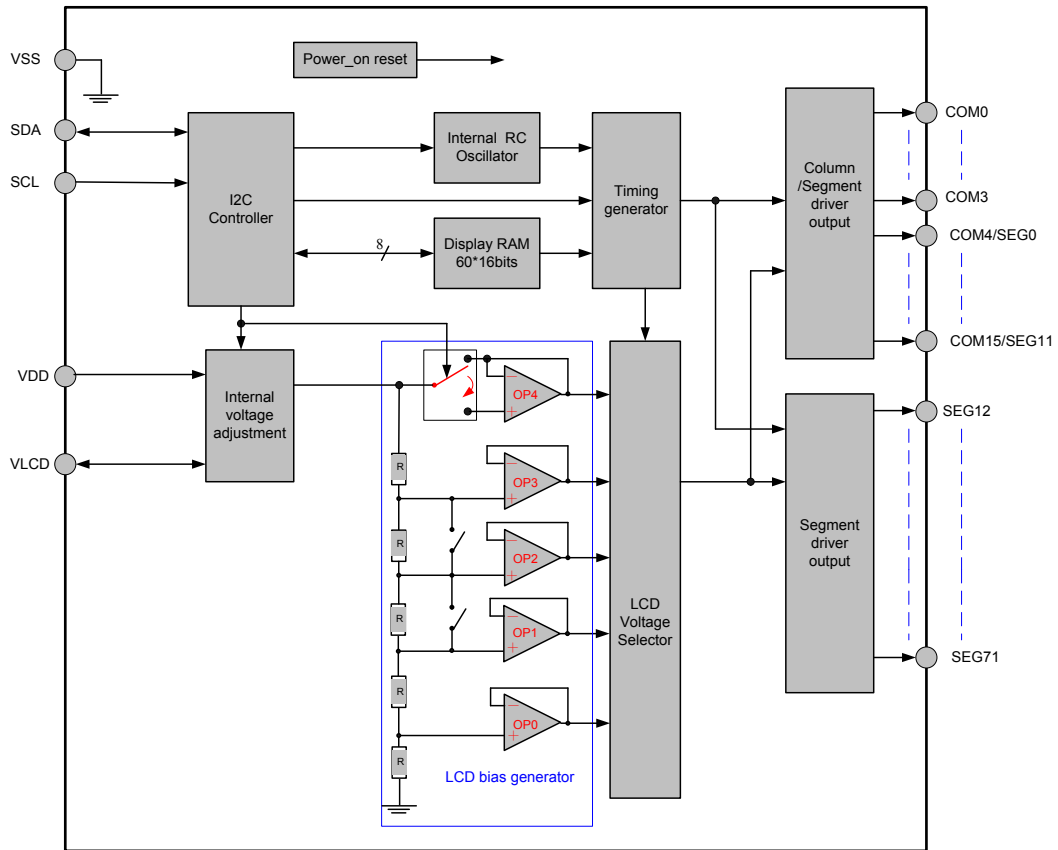 VSS
Power_on reset
SDA
SCL
I2C
Controller
Internal RC
Oscillator
8
Display RAM
60*16bits
Timing
generator
Column
/Segment
driver
output
COM0
COM3
COM4/SEG0
COM15/SEG11
VDD
VLCD
Internal
voltage
adjustment
R
R
R
R
R
OP4
−
+
OP3
−
+
OP2
−
+
OP1
−
+
OP0
−
+
LCD bias generator
LCD
Voltage
Selector
Segment
driver
output
SEG12
SEG71